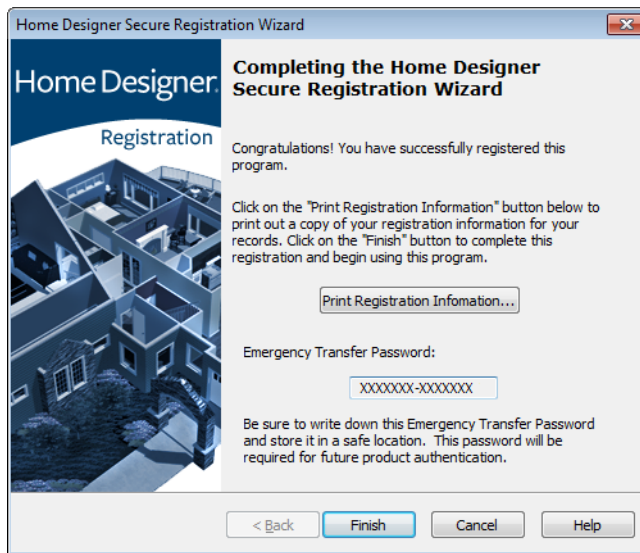 Home Designer Secure Registration Wizard
Home Designer.
Registration
Completing the Home Designer
Secure Registration Wizard
Congratulations! You have successfully registered this
program.
Click on the "Print Registration Information" button below to
print out a copy of your registration information for your
records. Click on the "Finish" button to complete this
registration and begin using this program.
Print Registration Infomation...
Emergency Transfer Password:
XXXXXXX-XXXXXXX
Be sure to write down this Emergency Transfer Password
and store it in a safe location.  This password will be
required for future product authentication.
< Back
Finish
Cancel
Help